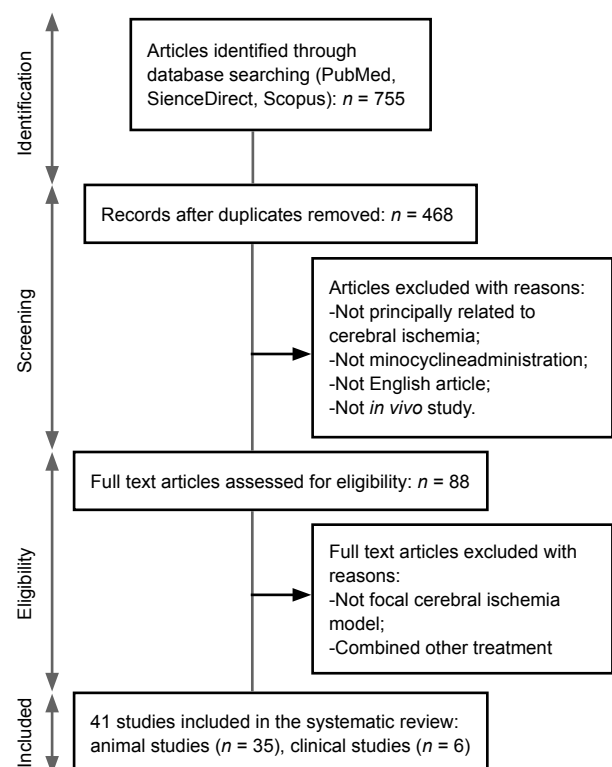 Identification
Articles identified through
database searching (PubMed,
SienceDirect, Scopus): n = 755
Screening
Records after duplicates removed: n = 468
Articles excluded with reasons:
-Not principally related to
cerebral ischemia;
-Not minocyclineadministration;
-Not English article;
-Not in vivo study.
Eligibility
Full text articles assessed for eligibility: n = 88
Full text articles excluded with
reasons:
-Not focal cerebral ischemia
model;
-Combined other treatment
Included
41 studies included in the systematic review:
animal studies (n = 35), clinical studies (n = 6)